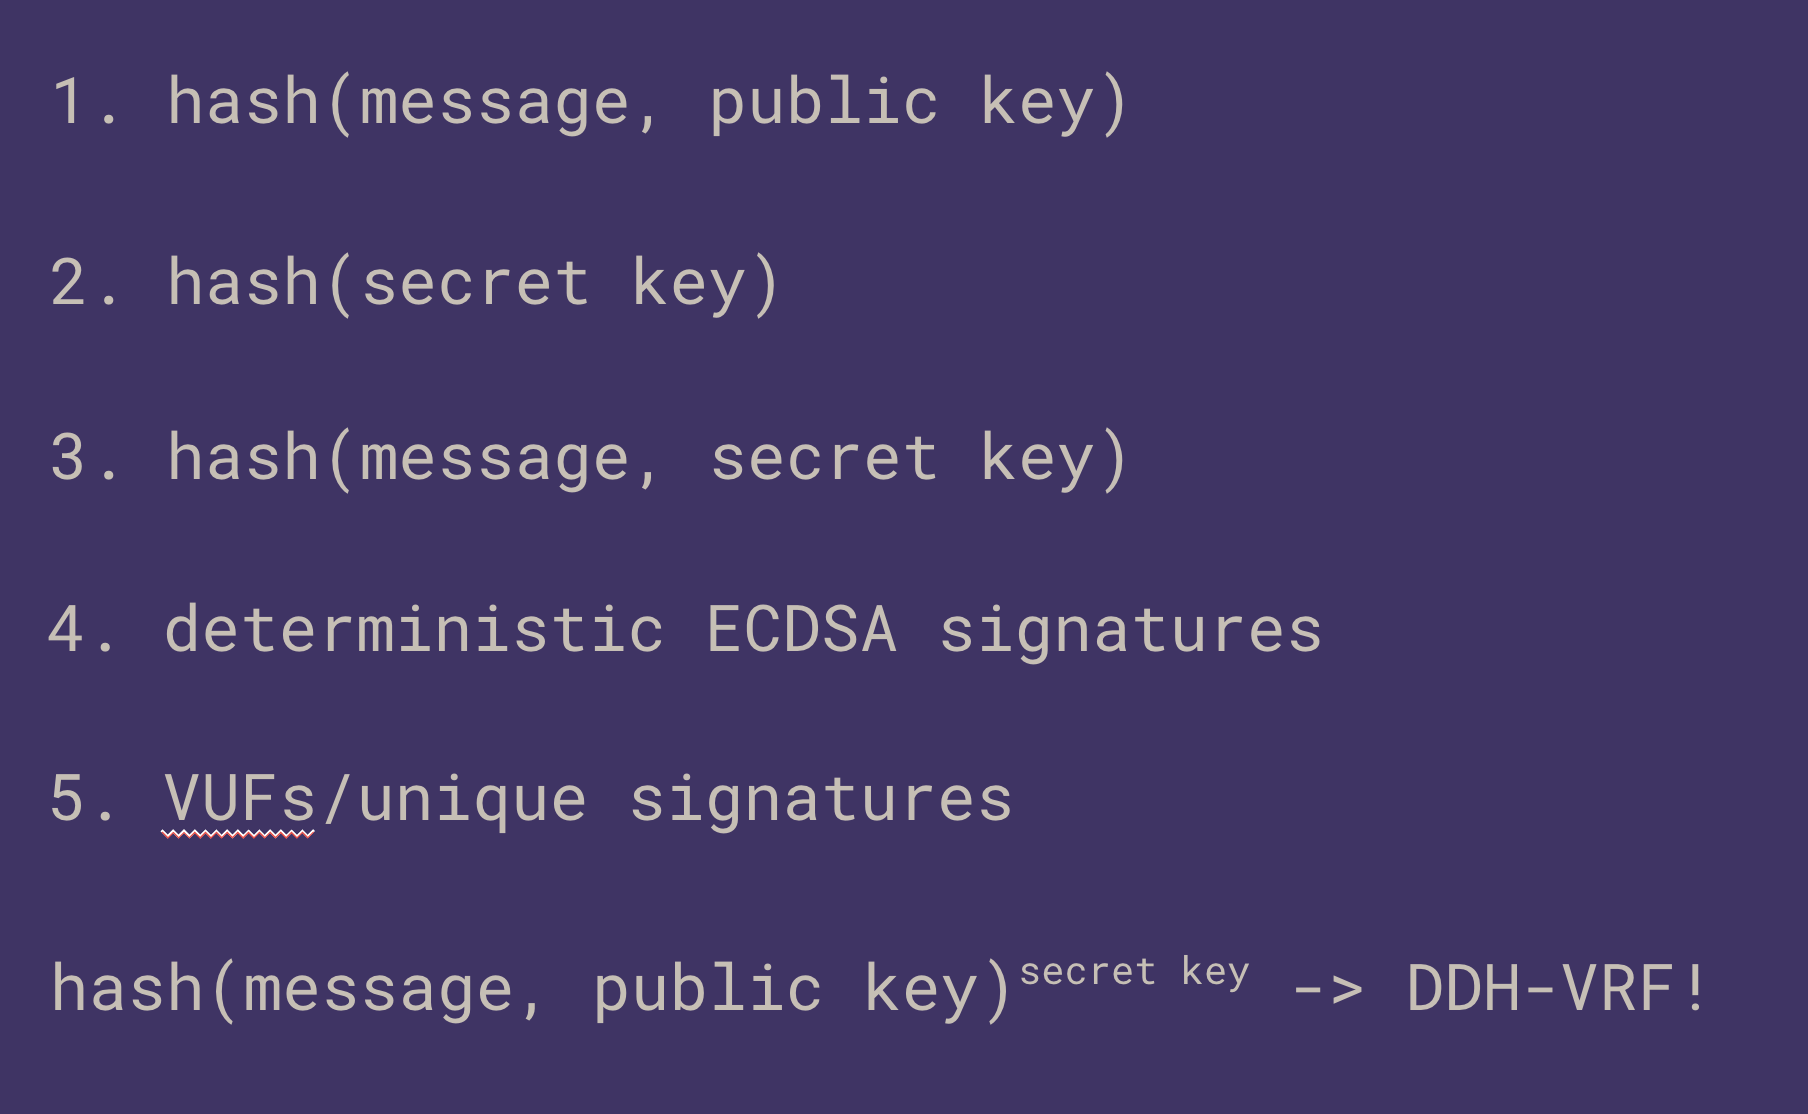 1. hash(message, public key)
2. hash(secret key)
3. hash(message, secret key)
4. deterministic ECDSA signatures
5. VUFs/unique signatures
hash(message, public key)^secret key -> DDH-VRF!